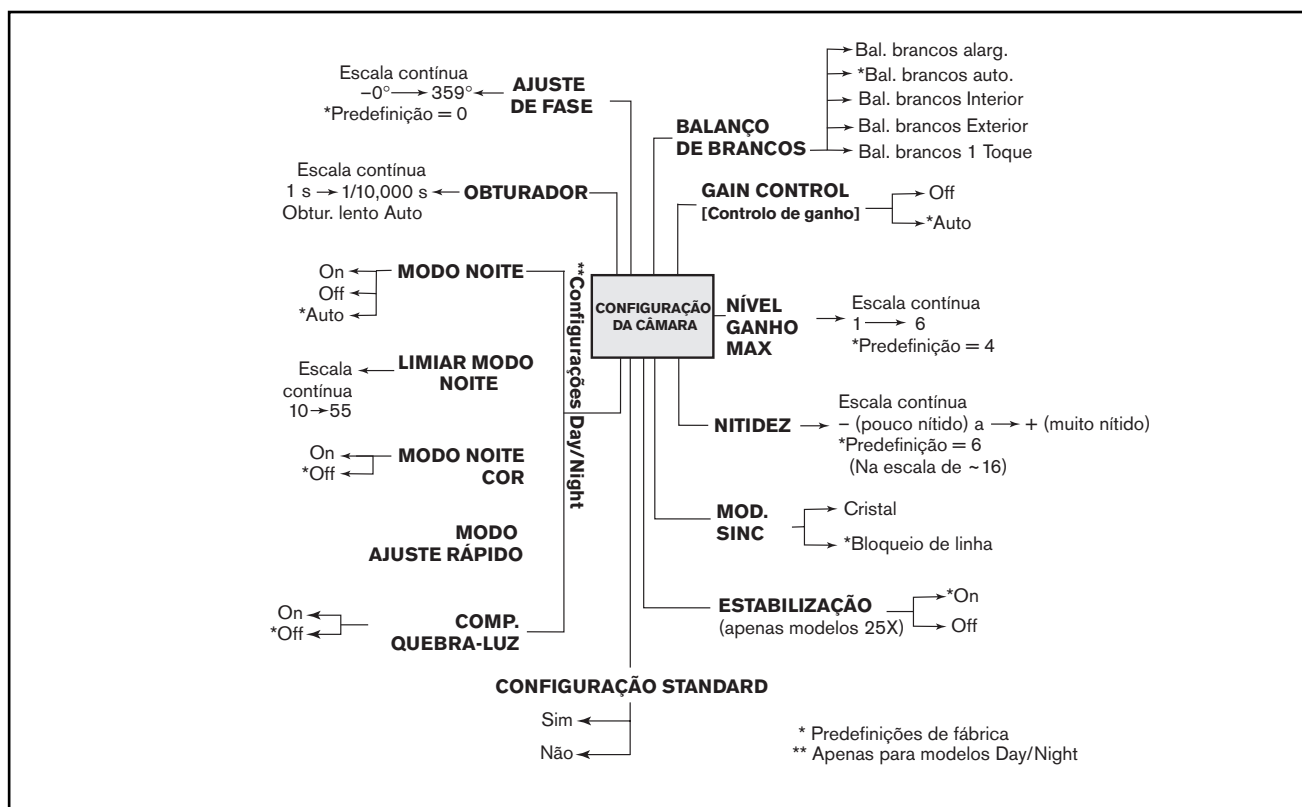 Escala contínua
–0° 359°
*Predefinição = 0
AJUSTE
DE FASE
Escala contínua
1 s 1/10,000 s
Obtur. lento Auto
OBTURADOR
On
Off
*Auto
MODO NOITE
Escala
contínua
10 55
LIMIAR MODO
NOITE
On
*Off
MODO NOITE
COR
MODO
AJUSTE RÁPIDO
On
*Off
COMP.
QUEBRA-LUZ
**Configurações Day/Night
CONFIGURAÇÃO
DA CÂMARA
BALANÇO
DE BRANCOS
Bal. brancos alarg.
*Bal. brancos auto.
Bal. brancos Interior
Bal. brancos Exterior
Bal. brancos 1 Toque
GAIN CONTROL
[Controlo de ganho]
Off
*Auto
NÍVEL
GANHO
MAX
Escala contínua
1 6
*Predefinição = 4
NITIDEZ
Escala contínua
– (pouco nítido) a + (muito nítido)
*Predefinição = 6
(Na escala de ~16)
MOD.
SINC
Cristal
*Bloqueio de linha
ESTABILIZAÇÃO
(apenas modelos 25X)
*On
Off
CONFIGURAÇÃO STANDARD
Sim
Não
* Predefinições de fábrica
** Apenas para modelos Day/Night